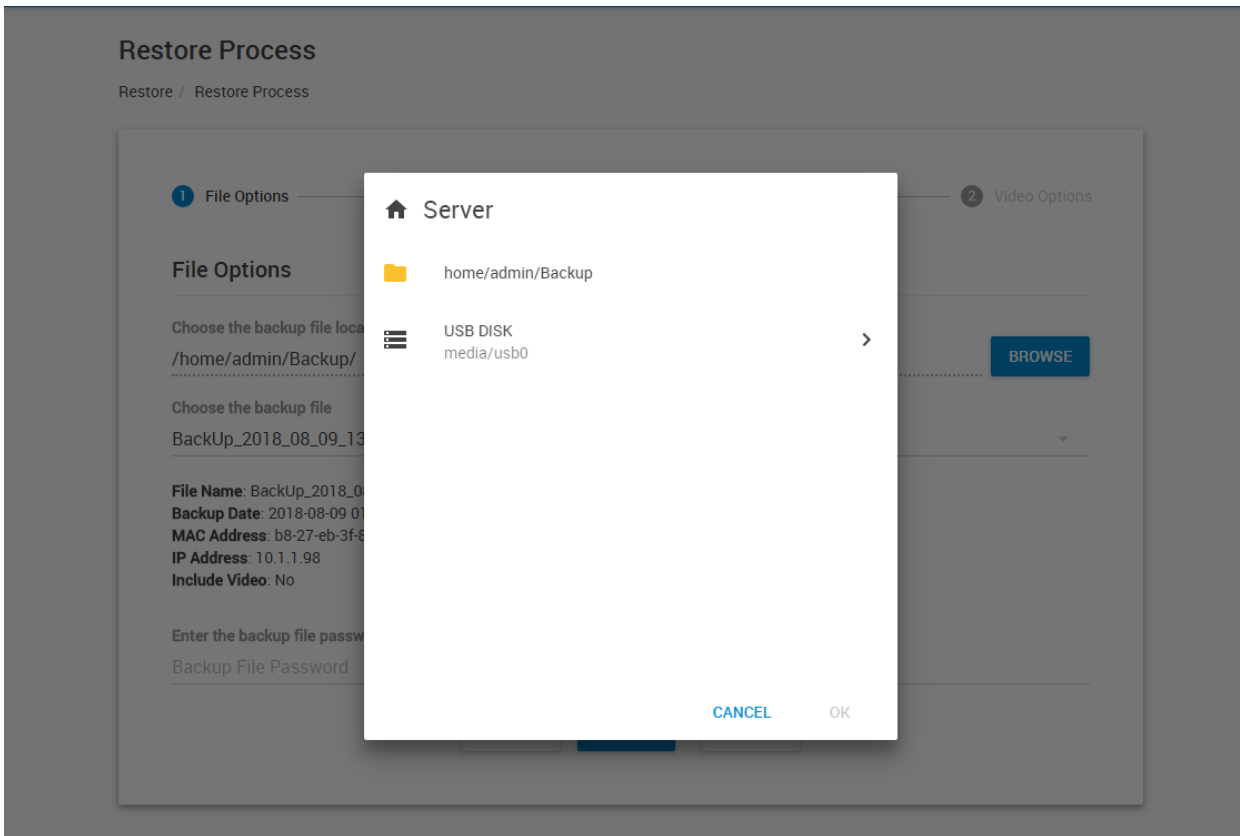 Restore Process
Restore / Restore Process
1 File Options
2 Video Options
Server
home/admin/Backup
USB DISK
media/usb0
CANCEL OK
File Options
Choose the backup file loca
/home/admin/Backup/
BROWSE
Choose the backup file
BackUp_2018_08_09_13
File Name: BackUp_2018_0
Backup Date: 2018-08-09 01
MAC Address: b8-27-eb-3f-
IP Address: 10.1.1.98
Include Video: No
Enter the backup file passw
Backup File Password